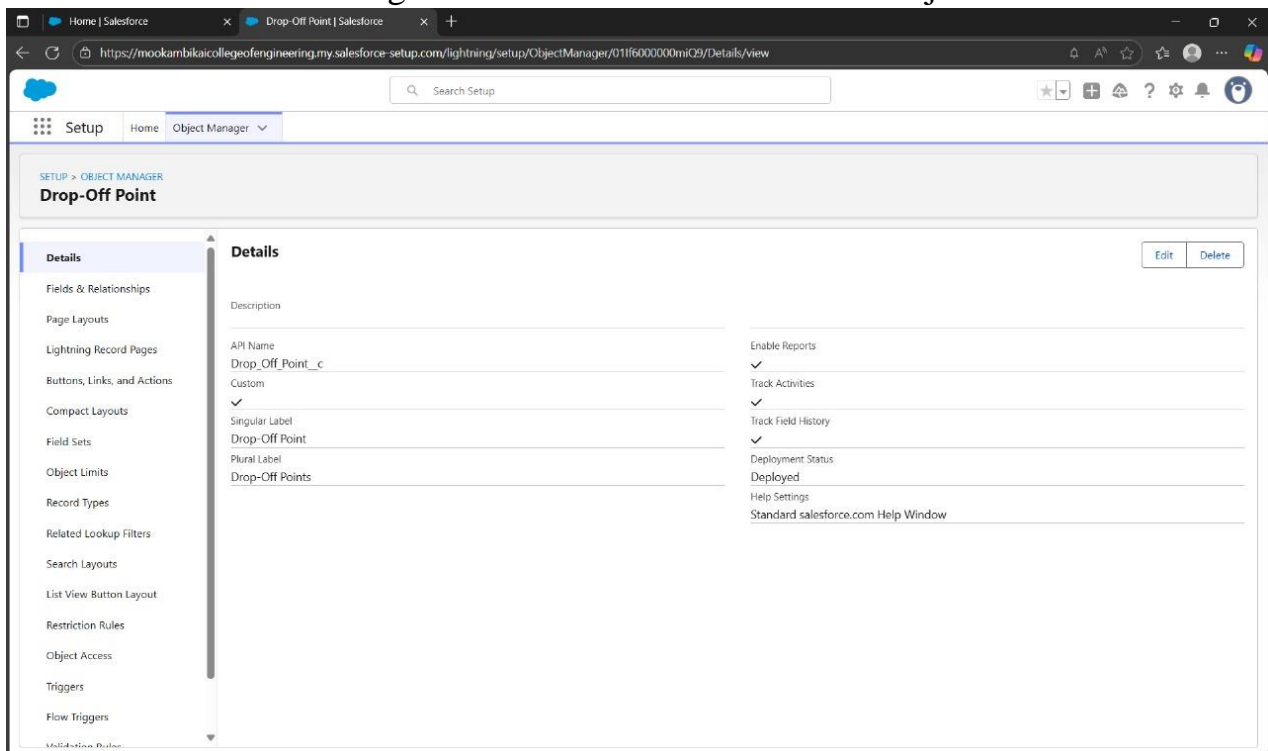 Home | Salesforce
Drop-Off Point | Salesforce
https://mookambikaicollegeofengineering.my.salesforce-setup.com/lightning/setup/ObjectManager/01If6000000miQ9/Details/view
Search Setup
Setup
Home
Object Manager
SETUP > OBJECT MANAGER
Drop-Off Point
Details
Fields & Relationships
Page Layouts
Lightning Record Pages
Buttons, Links, and Actions
Compact Layouts
Field Sets
Object Limits
Record Types
Related Lookup Filters
Search Layouts
List View Button Layout
Restriction Rules
Object Access
Triggers
Flow Triggers
Validation Rules
Details
Edit
Delete
Description
API Name
Drop_Off_Point__c
Custom
Singular Label
Drop-Off Point
Plural Label
Drop-Off Points
Enable Reports
Track Activities
Track Field History
Deployment Status
Deployed
Help Settings
Standard salesforce.com Help Window